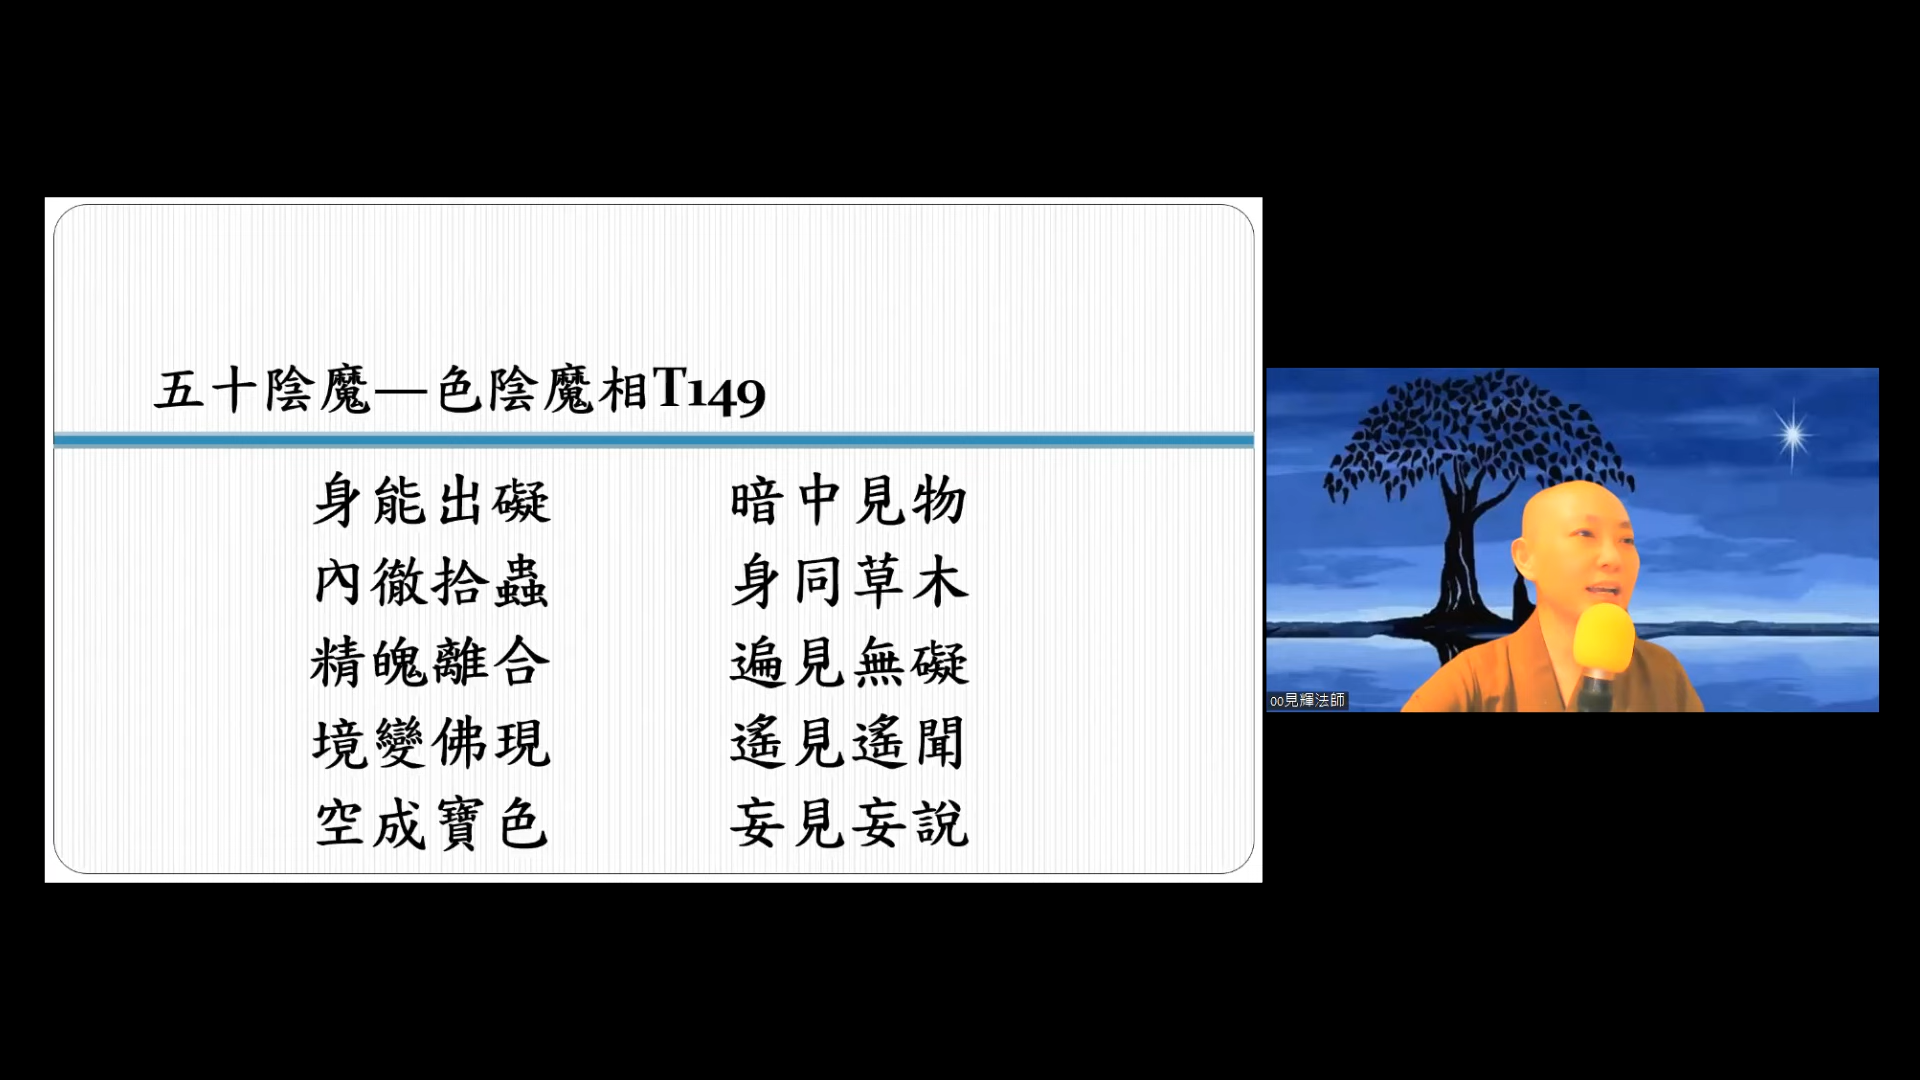 五十陰魔—色陰魔相T149
身能出礙
暗中見物
內徹拾蟲
身同草木
精魄離合
遍見無礙
境變佛現
遙見遙聞
空成寶色
妄見妄說
00見輝法師